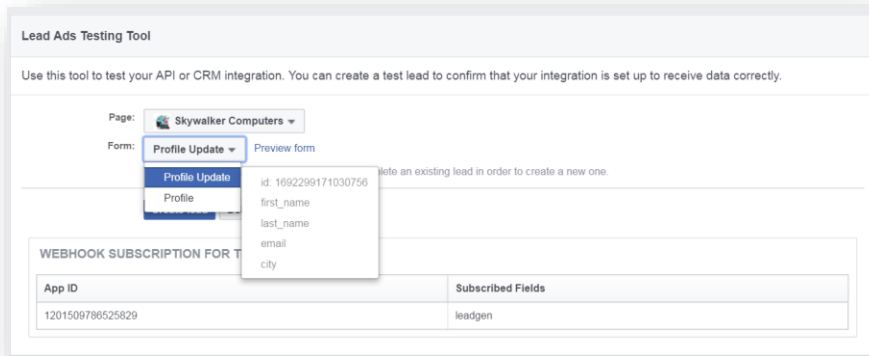 Lead Ads Testing Tool
Use this tool to test your API or CRM integration. You can create a test lead to confirm that your integration is set up to receive data correctly.
Page: Skywalker Computers
Form: Profile Update Preview form
an existing lead in order to create a new one.
Profile Update
Profile
id: 1692299171030756
first_name
last_name
email
city
WEBHOOK SUBSCRIPTION FOR
App ID Subscribed Fields
1201509786525829 leadgen